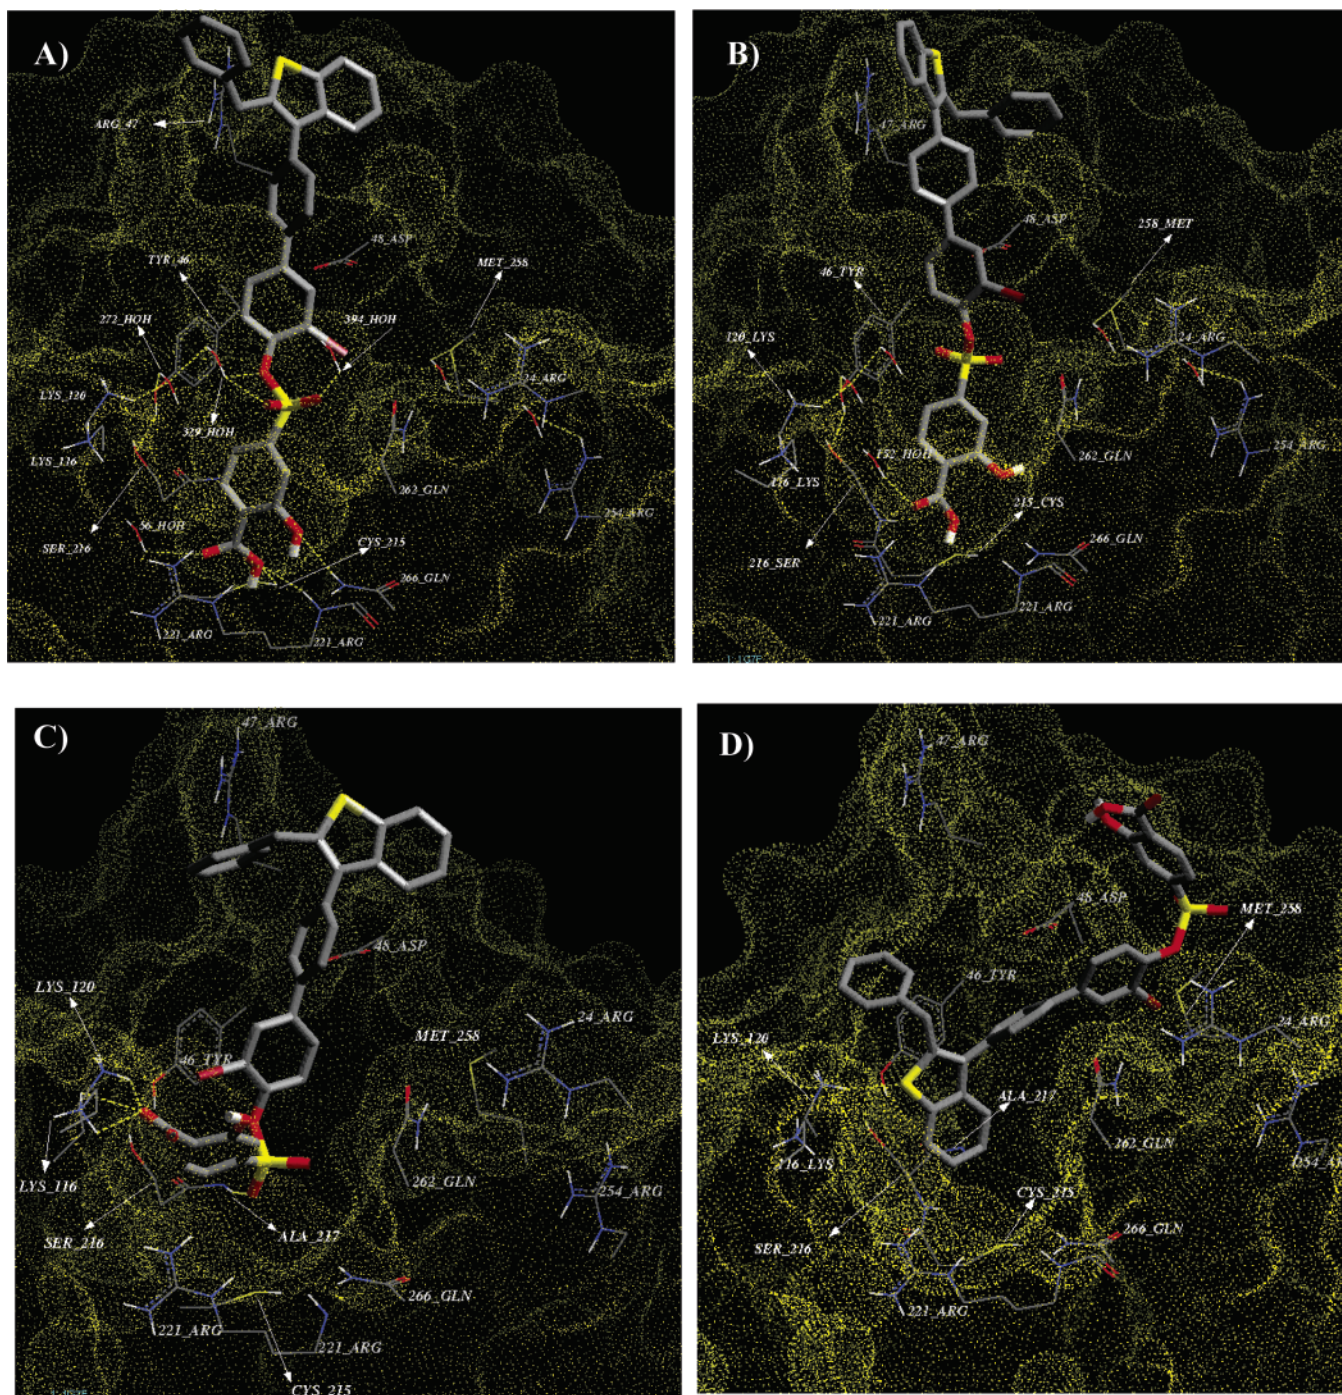 A)
ARG_47
48_ASP
TYR_46
MET_258
272_HOH
394_HOH
24_ARG
LYS_120
329_HOH
LYS_116
262_GLN
254_ARG
56_HOH
SER_216
CYS_215
266_GLN
221_ARG
221_ARG
B)
47_ARG
48_ASP
258_MET
46_TYR
120_LYS
24_ARG
152_HOH
262_GLN
254_ARG
116_LYS
215_CYS
216_SER
266_GLN
221_ARG
221_ARG
C)
47_ARG
48_ASP
LYS_120
24_ARG
MET_258
46_TYR
LYS_116
262_GLN
254_ARG
SER_216
ALA_217
266_GLN
221_ARG
221_ARG
CYS_215
D)
47_ARG
48_ASP
MET_258
46_TYR
24_ARG
LYS_120
ALA_217
116_LYS
262_GLN
254_AR
CYS_215
SER_216
266_GLN
221_ARG